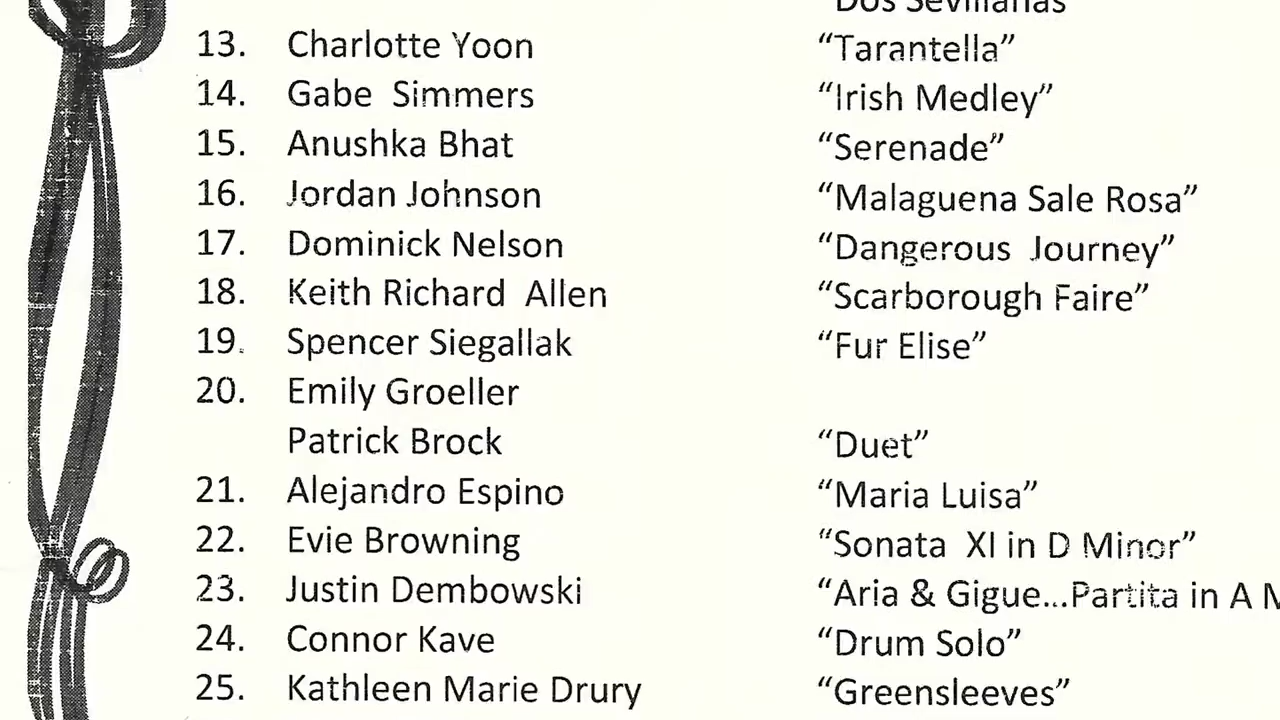 "Dos Sevillanas"
13. Charlotte Yoon "Tarantella"
14. Gabe Simmers "Irish Medley"
15. Anushka Bhat "Serenade"
16. Jordan Johnson "Malaguena Sale Rosa"
17. Dominick Nelson "Dangerous Journey"
18. Keith Richard Allen "Scarborough Faire"
19. Spencer Siegallak "Fur Elise"
20. Emily Groeller
Patrick Brock "Duet"
21. Alejandro Espino "Maria Luisa"
22. Evie Browning "Sonata XI in D Minor"
23. Justin Dembowski "Aria & Gigue...Partita in A
24. Connor Kave "Drum Solo"
25. Kathleen Marie Drury "Greensleeves"